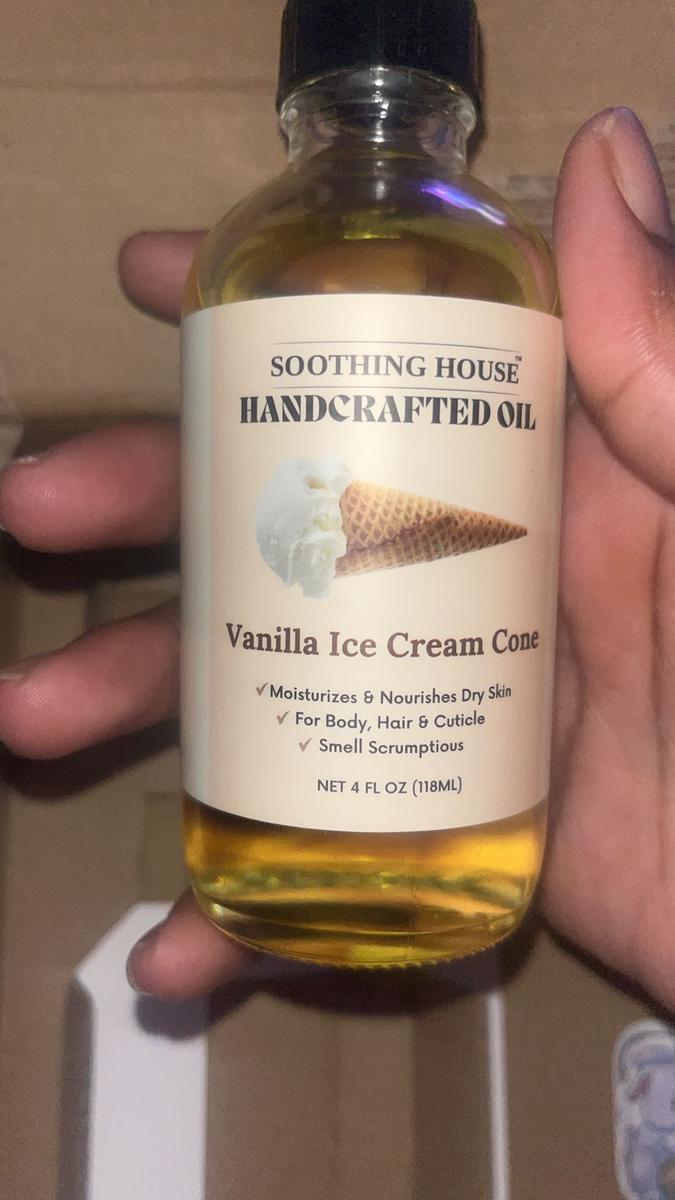 SOOTHING HOUSE™
HANDCRAFTED OIL
Vanilla Ice Cream Cone
✓Moisturizes & Nourishes Dry Skin
✓ For Body, Hair & Cuticle
✓ Smell Scrumptious
NET 4 FL OZ (118ML)